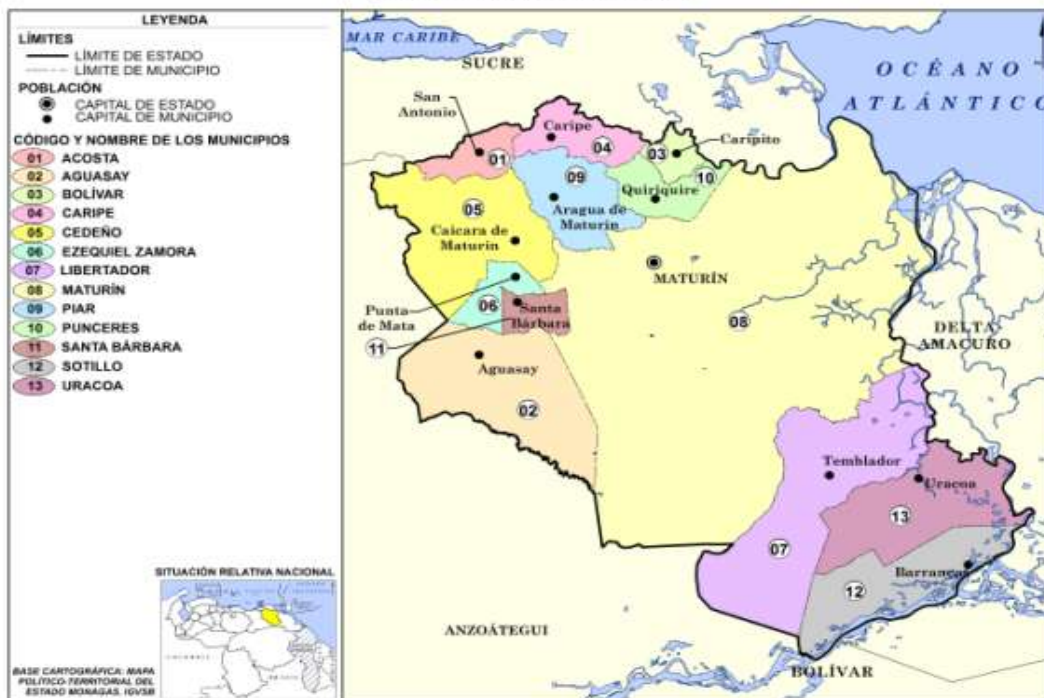 LEYENDA
LÍMITES
LÍMITE DE ESTADO
LÍMITE DE MUNICIPIO
POBLACIÓN
CAPITAL DE ESTADO
CAPITAL DE MUNICIPIO
CÓDIGO Y NOMBRE DE LOS MUNICIPIOS
01 ACOSTA
02 AGUASAY
03 BOLÍVAR
04 CARIPE
05 CEDEÑO
06 EZEQUIEL ZAMORA
07 LIBERTADOR
08 MATURÍN
09 PIAR
10 PUNCERES
11 SANTA BÁRBARA
12 SOTILLO
13 URACOA
SITUACIÓN RELATIVA NACIONAL
BASE CARTOGRÁFICA: MAPA
POLÍTICO-TERRITORIAL DEL
ESTADO MONAGAS. IGVSB
MAR CARIBE
SUCRE
OCÉANO
ATLÁNTICO
San
Antonio
Caripe
Caripito
01
04
03
09
10
Quiriquire
05
Aragua de
Maturín
Caicara de
Maturín
MATURÍN
Punta
de Mata
06
Santa
Bárbara
08
11
DELTA
AMACURO
Aguasay
02
Temblador
Uracoa
13
07
Barrancas
12
ANZOÁTEGUI
BOLÍVAR